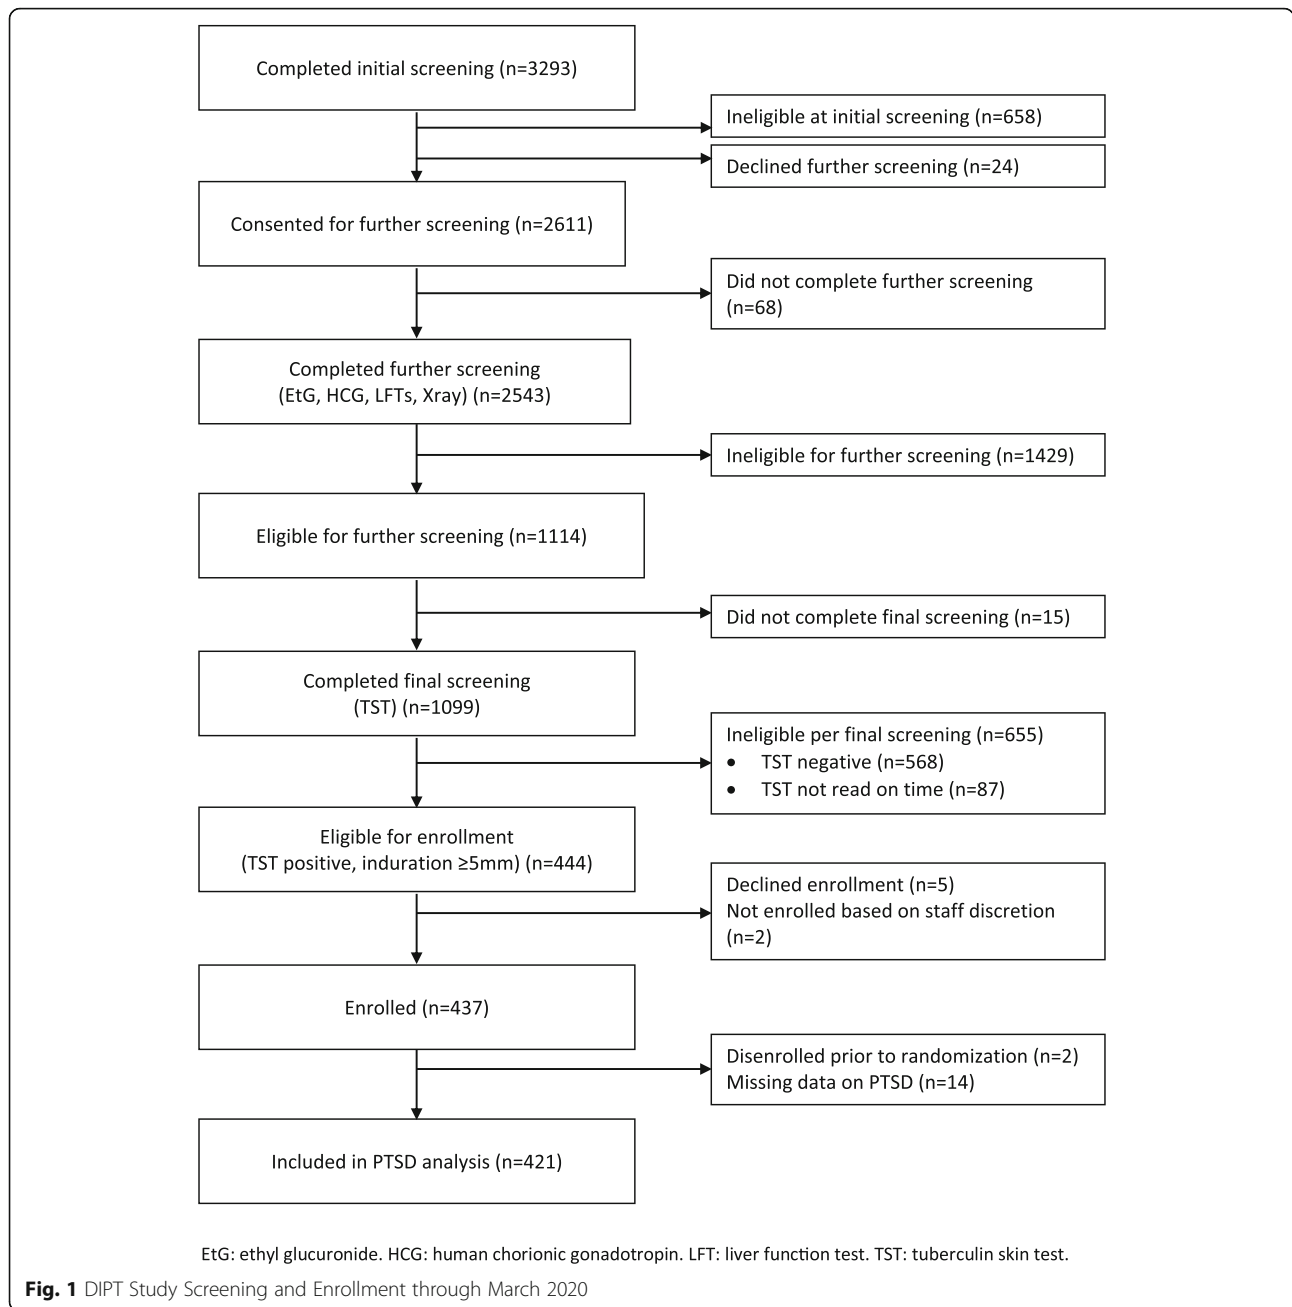 Completed initial screening (n=3293)
Ineligible at initial screening (n=658)
Declined further screening (n=24)
Consented for further screening (n=2611)
Did not complete further screening
(n=68)
Completed further screening
(EtG, HCG, LFTs, Xray) (n=2543)
Ineligible for further screening (n=1429)
Eligible for further screening (n=1114)
Did not complete final screening (n=15)
Completed final screening
(TST) (n=1099)
Ineligible per final screening (n=655)
• TST negative (n=568)
• TST not read on time (n=87)
Eligible for enrollment
(TST positive, induration ≥5mm) (n=444)
Declined enrollment (n=5)
Not enrolled based on staff discretion
(n=2)
Enrolled (n=437)
Disenrolled prior to randomization (n=2)
Missing data on PTSD (n=14)
Included in PTSD analysis (n=421)
EtG: ethyl glucuronide. HCG: human chorionic gonadotropin. LFT: liver function test. TST: tuberculin skin test.
Fig. 1 DIPT Study Screening and Enrollment through March 2020